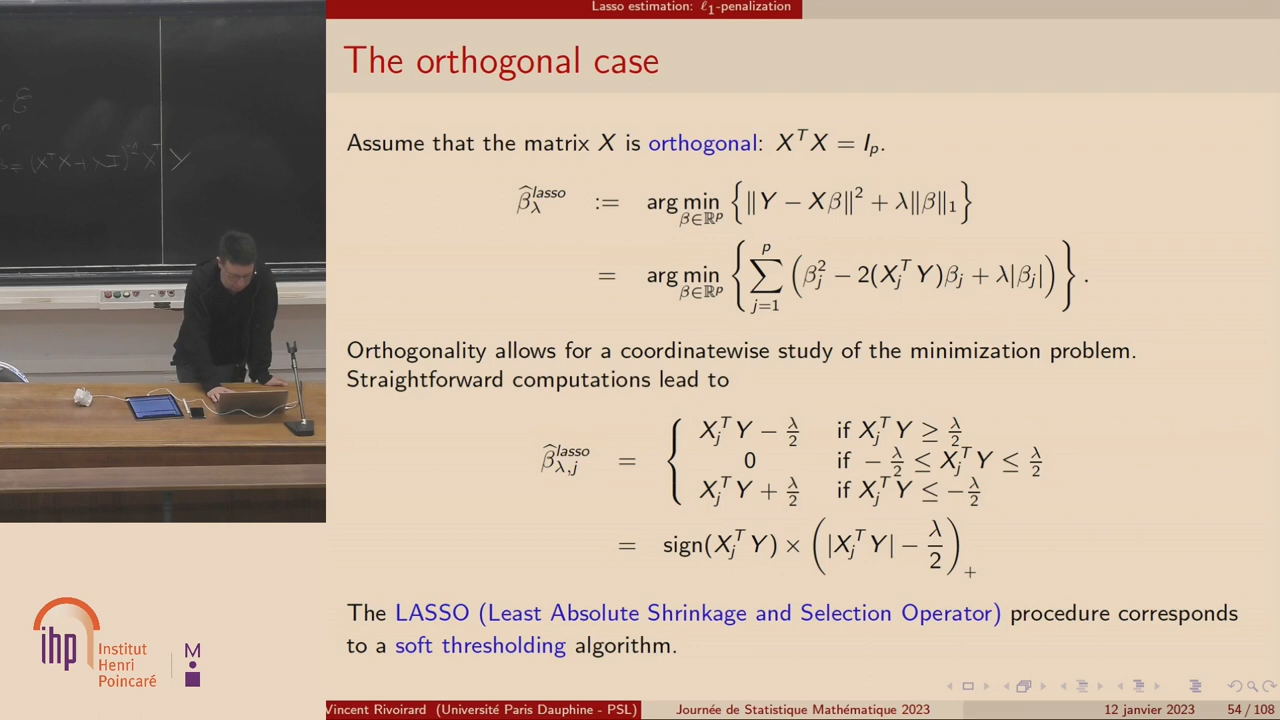 Lasso estimation: ℓ1-penalization
The orthogonal case
Assume that the matrix X is orthogonal: X^T X = I_p.
β̂_λ^lasso := arg min_{β∈ℝ^p} {‖Y − Xβ‖² + λ‖β‖₁}
= arg min_{β∈ℝ^p} {∑_{j=1}^p (β_j² − 2(X_j^T Y)β_j + λ|β_j|)}.
Orthogonality allows for a coordinatewise study of the minimization problem.
Straightforward computations lead to
β̂_{λ,j}^lasso = { X_j^T Y − λ/2 if X_j^T Y ≥ λ/2
0 if − λ/2 ≤ X_j^T Y ≤ λ/2
X_j^T Y + λ/2 if X_j^T Y ≤ −λ/2
= sign(X_j^T Y) × (|X_j^T Y| − λ/2)_+
The LASSO (Least Absolute Shrinkage and Selection Operator) procedure corresponds
to a soft thresholding algorithm.
Vincent Rivoirard (Université Paris Dauphine - PSL) Journée de Statistique Mathématique 2023 12 janvier 2023 54 / 108
ihp Institut
Henri
Poincaré
M